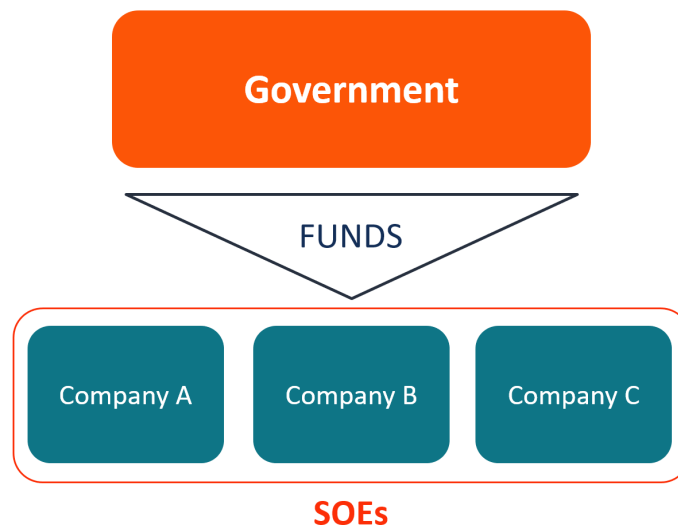 Government
FUNDS
Company A
Company B
Company C
SOEs